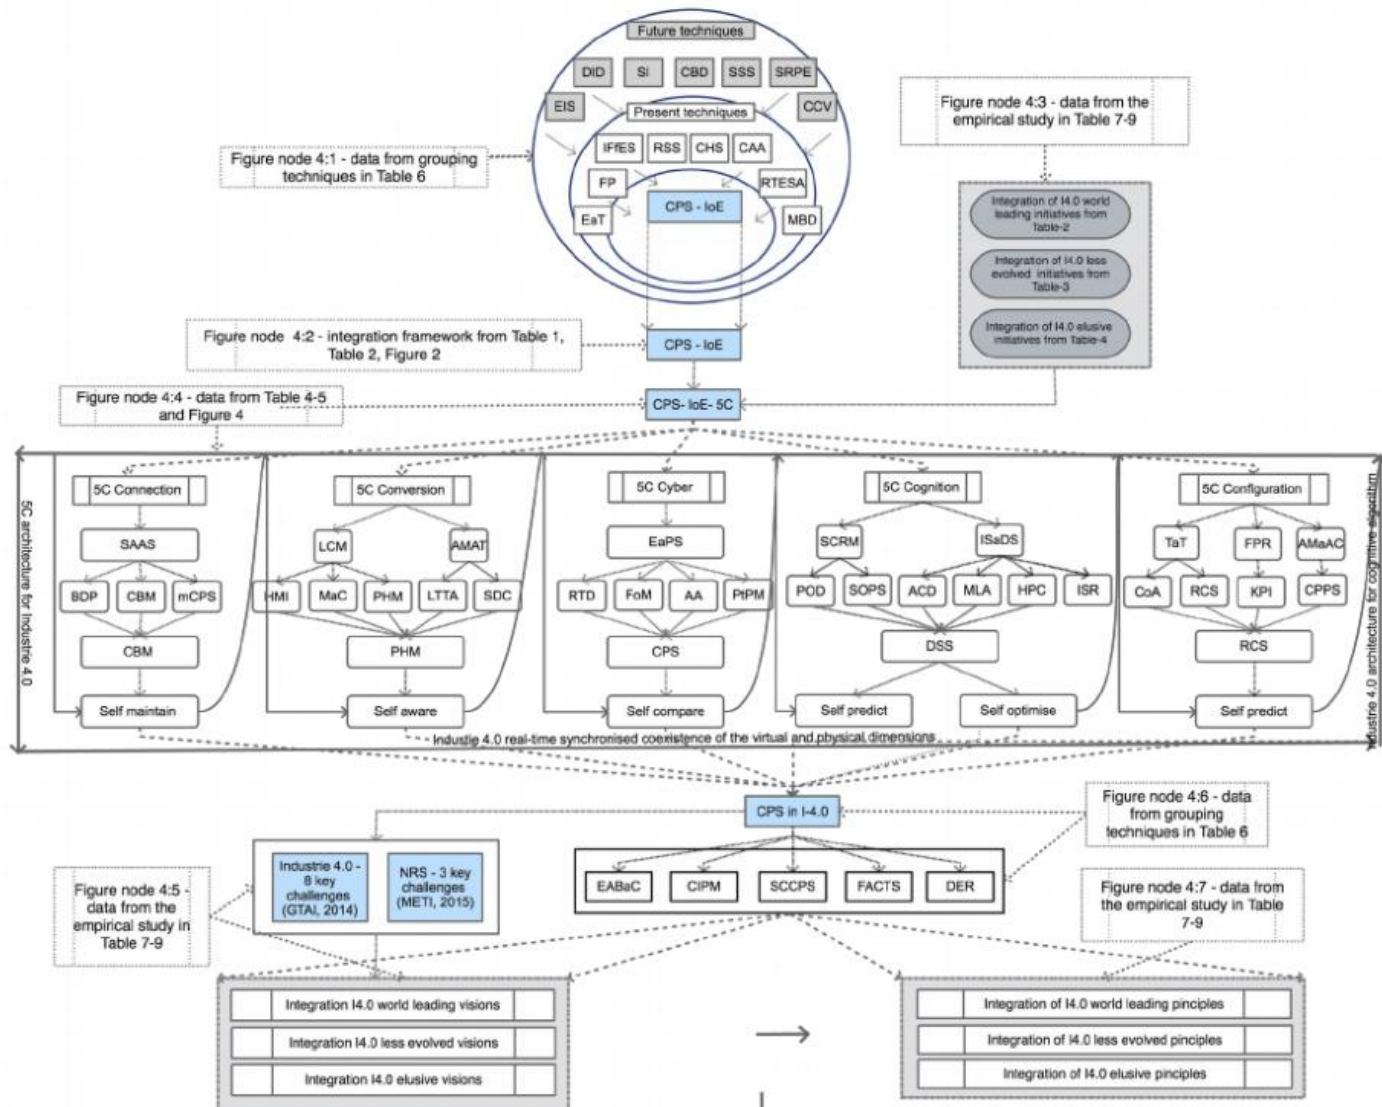 Future techniques
DID
SI
CBD
SSS
SRPE
EIS
CCV
Present techniques
IFfES
RSS
CHS
CAA
FP
RTESA
EaT
MBD
CPS - IoE
Figure node 4:1 - data from grouping
techniques in Table 6
Figure node 4:3 - data from the
empirical study in Table 7-9
Integration of I4.0 world
leading initiatives from
Table-2
Integration of I4.0 less
evolved initiatives from
Table-3
Integration of I4.0 elusive
initiatives from Table-4
Figure node 4:2 - integration framework from Table 1,
Table 2, Figure 2
CPS - IoE
Figure node 4:4 - data from Table 4-5
and Figure 4
CPS- IoE- 5C
5C architecture for Industrie 4.0
5C Connection
SAAS
BDP
CBM
mCPS
CBM
Self maintain
5C Conversion
LCM
AMAT
HMI
MaC
PHM
LTTA
SDC
PHM
Self aware
5C Cyber
EaPS
RTD
FoM
AA
PtPM
CPS
Self compare
5C Cognition
SCRM
ISaDS
POD
SOPS
ACD
MLA
HPC
ISR
DSS
Self predict
Self optimise
5C Configuration
TaT
FPR
AMaAC
CoA
RCS
KPI
CPPS
RCS
Self predict
Industrie 4.0 architecture for cognitive algorithm
Industie 4.0 real-time synchronised coexistence of the virtual and physical dimensions
CPS in I-4.0
Figure node 4:6 - data
from grouping
techniques in Table 6
Industrie 4.0 -
8 key
challenges
(GTAI, 2014)
NRS - 3 key
challenges
(METI, 2015)
EABaC
CIPM
SCCPS
FACTS
DER
Figure node 4:5 -
data from the
empirical study in
Table 7-9
Figure node 4:7 - data from
the empirical study in Table
7-9
Integration I4.0 world leading visions
Integration I4.0 less evolved visions
Integration I4.0 elusive visions
Integration of I4.0 world leading pinciples
Integration of I4.0 less evolved pinciples
Integration of I4.0 elusive pinciples